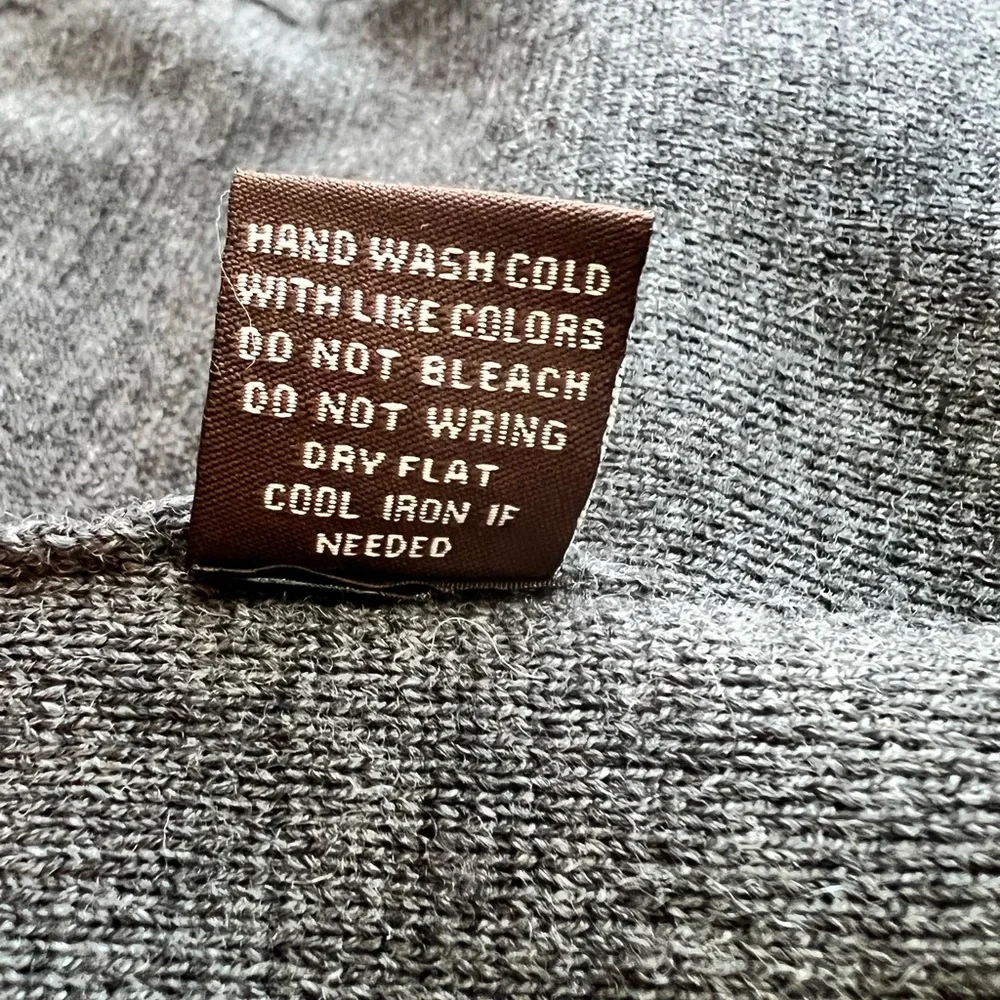 HAND WASH COLD
WITH LIKE COLORS
DO NOT BLEACH
DO NOT WRING
DRY FLAT
COOL IRON IF
NEEDED